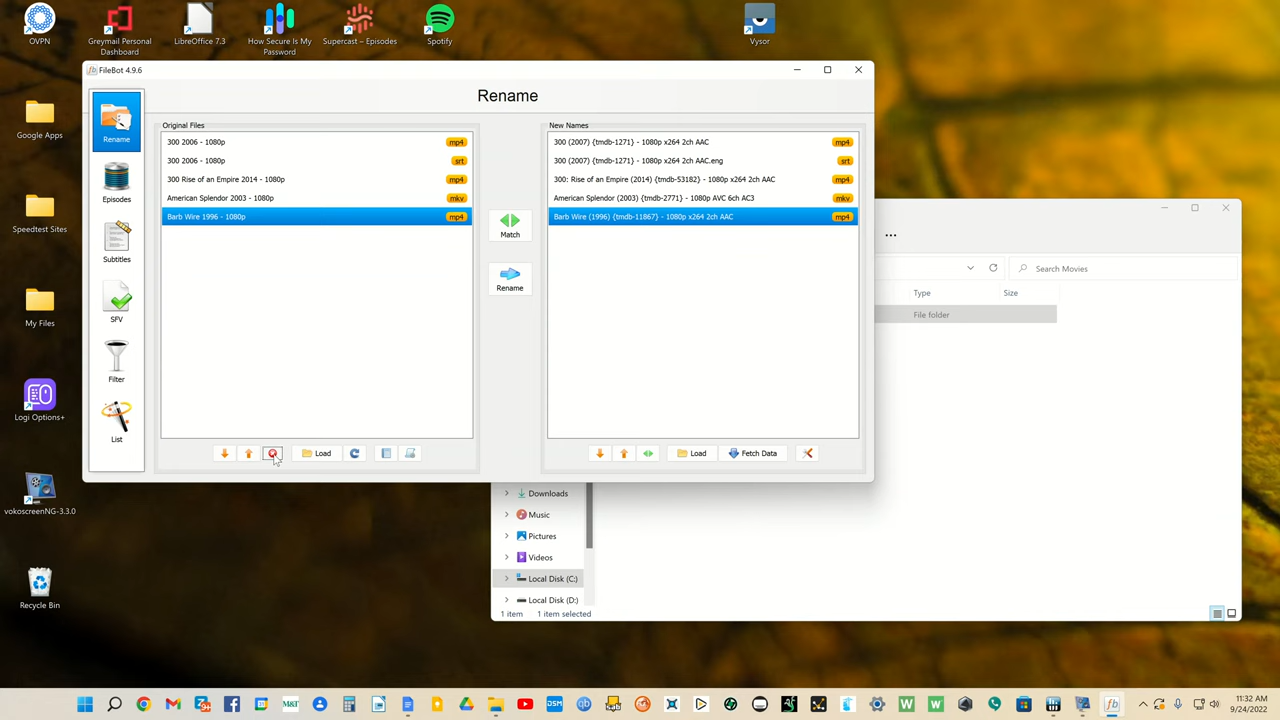 OVPN
Greymail Personal
Dashboard
LibreOffice 7.3
How Secure Is My
Password
Supercast – Episodes
Spotify
Vysor
Google Apps
Speedtest Sites
My Files
Logi Options+
vokoscreenNG-3.3.0
Recycle Bin
fb FileBot 4.9.6
Rename
Rename
Episodes
Subtitles
SFV
Filter
List
Original Files
300 2006 - 1080p mp4
300 2006 - 1080p srt
300 Rise of an Empire 2014 - 1080p mp4
American Splendor 2003 - 1080p mkv
Barb Wire 1996 - 1080p mp4
Load
Match
Rename
New Names
300 (2007) {tmdb-1271} - 1080p x264 2ch AAC mp4
300 (2007) {tmdb-1271} - 1080p x264 2ch AAC.eng srt
300: Rise of an Empire (2014) {tmdb-53182} - 1080p x264 2ch AAC mp4
American Splendor (2003) {tmdb-2771} - 1080p AVC 6ch AC3 mkv
Barb Wire (1996) {tmdb-11867} - 1080p x264 2ch AAC mp4
Load
Fetch Data
...
Search Movies
Type Size
File folder
Downloads
Music
Pictures
Videos
Local Disk (C:)
Local Disk (D:)
1 item 1 item selected
M&T
DSM
qb
W
W
fb
11:32 AM
9/24/2022